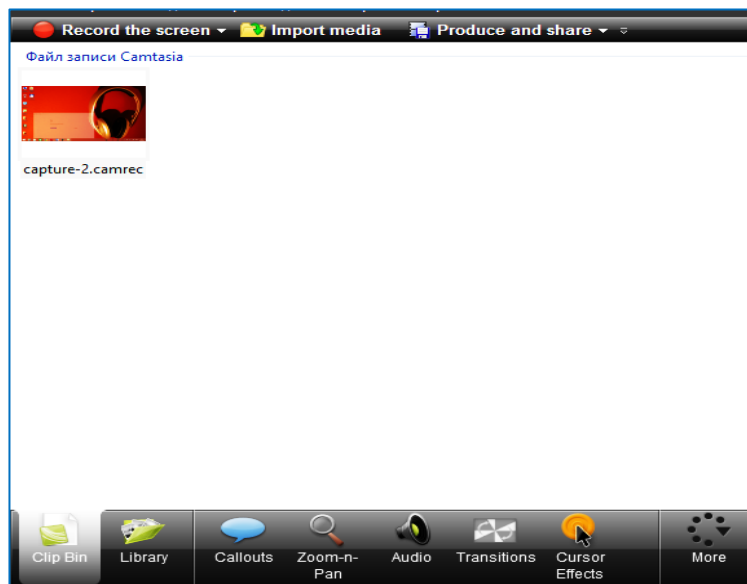 Record the screen Import media Produce and share
Файл записи Camtasia
capture-2.camrec
Clip Bin Library Callouts Zoom-n-Pan Audio Transitions Cursor Effects More